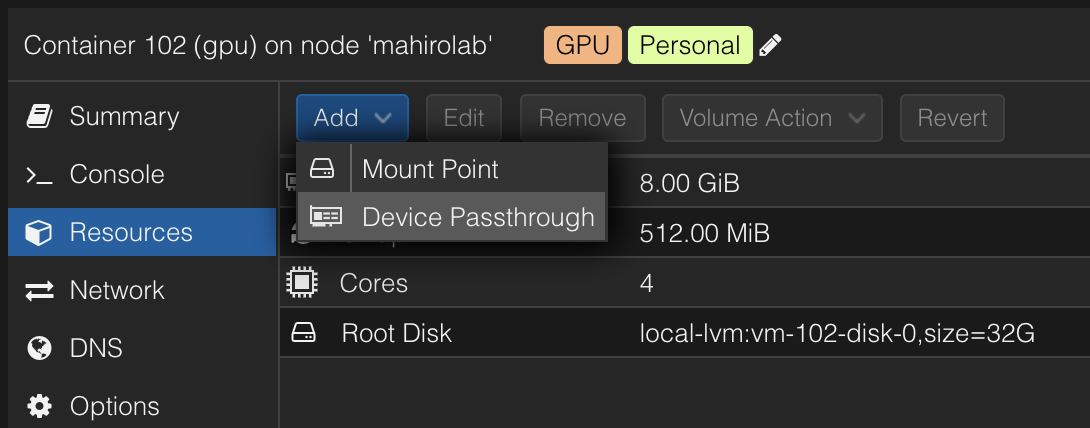 Container 102 (gpu) on node 'mahirolab' GPU Personal
Summary
Console
Resources
Network
DNS
Options
Add Edit Remove Volume Action Revert
Mount Point
Device Passthrough
8.00 GiB
512.00 MiB
Cores 4
Root Disk local-lvm:vm-102-disk-0,size=32G